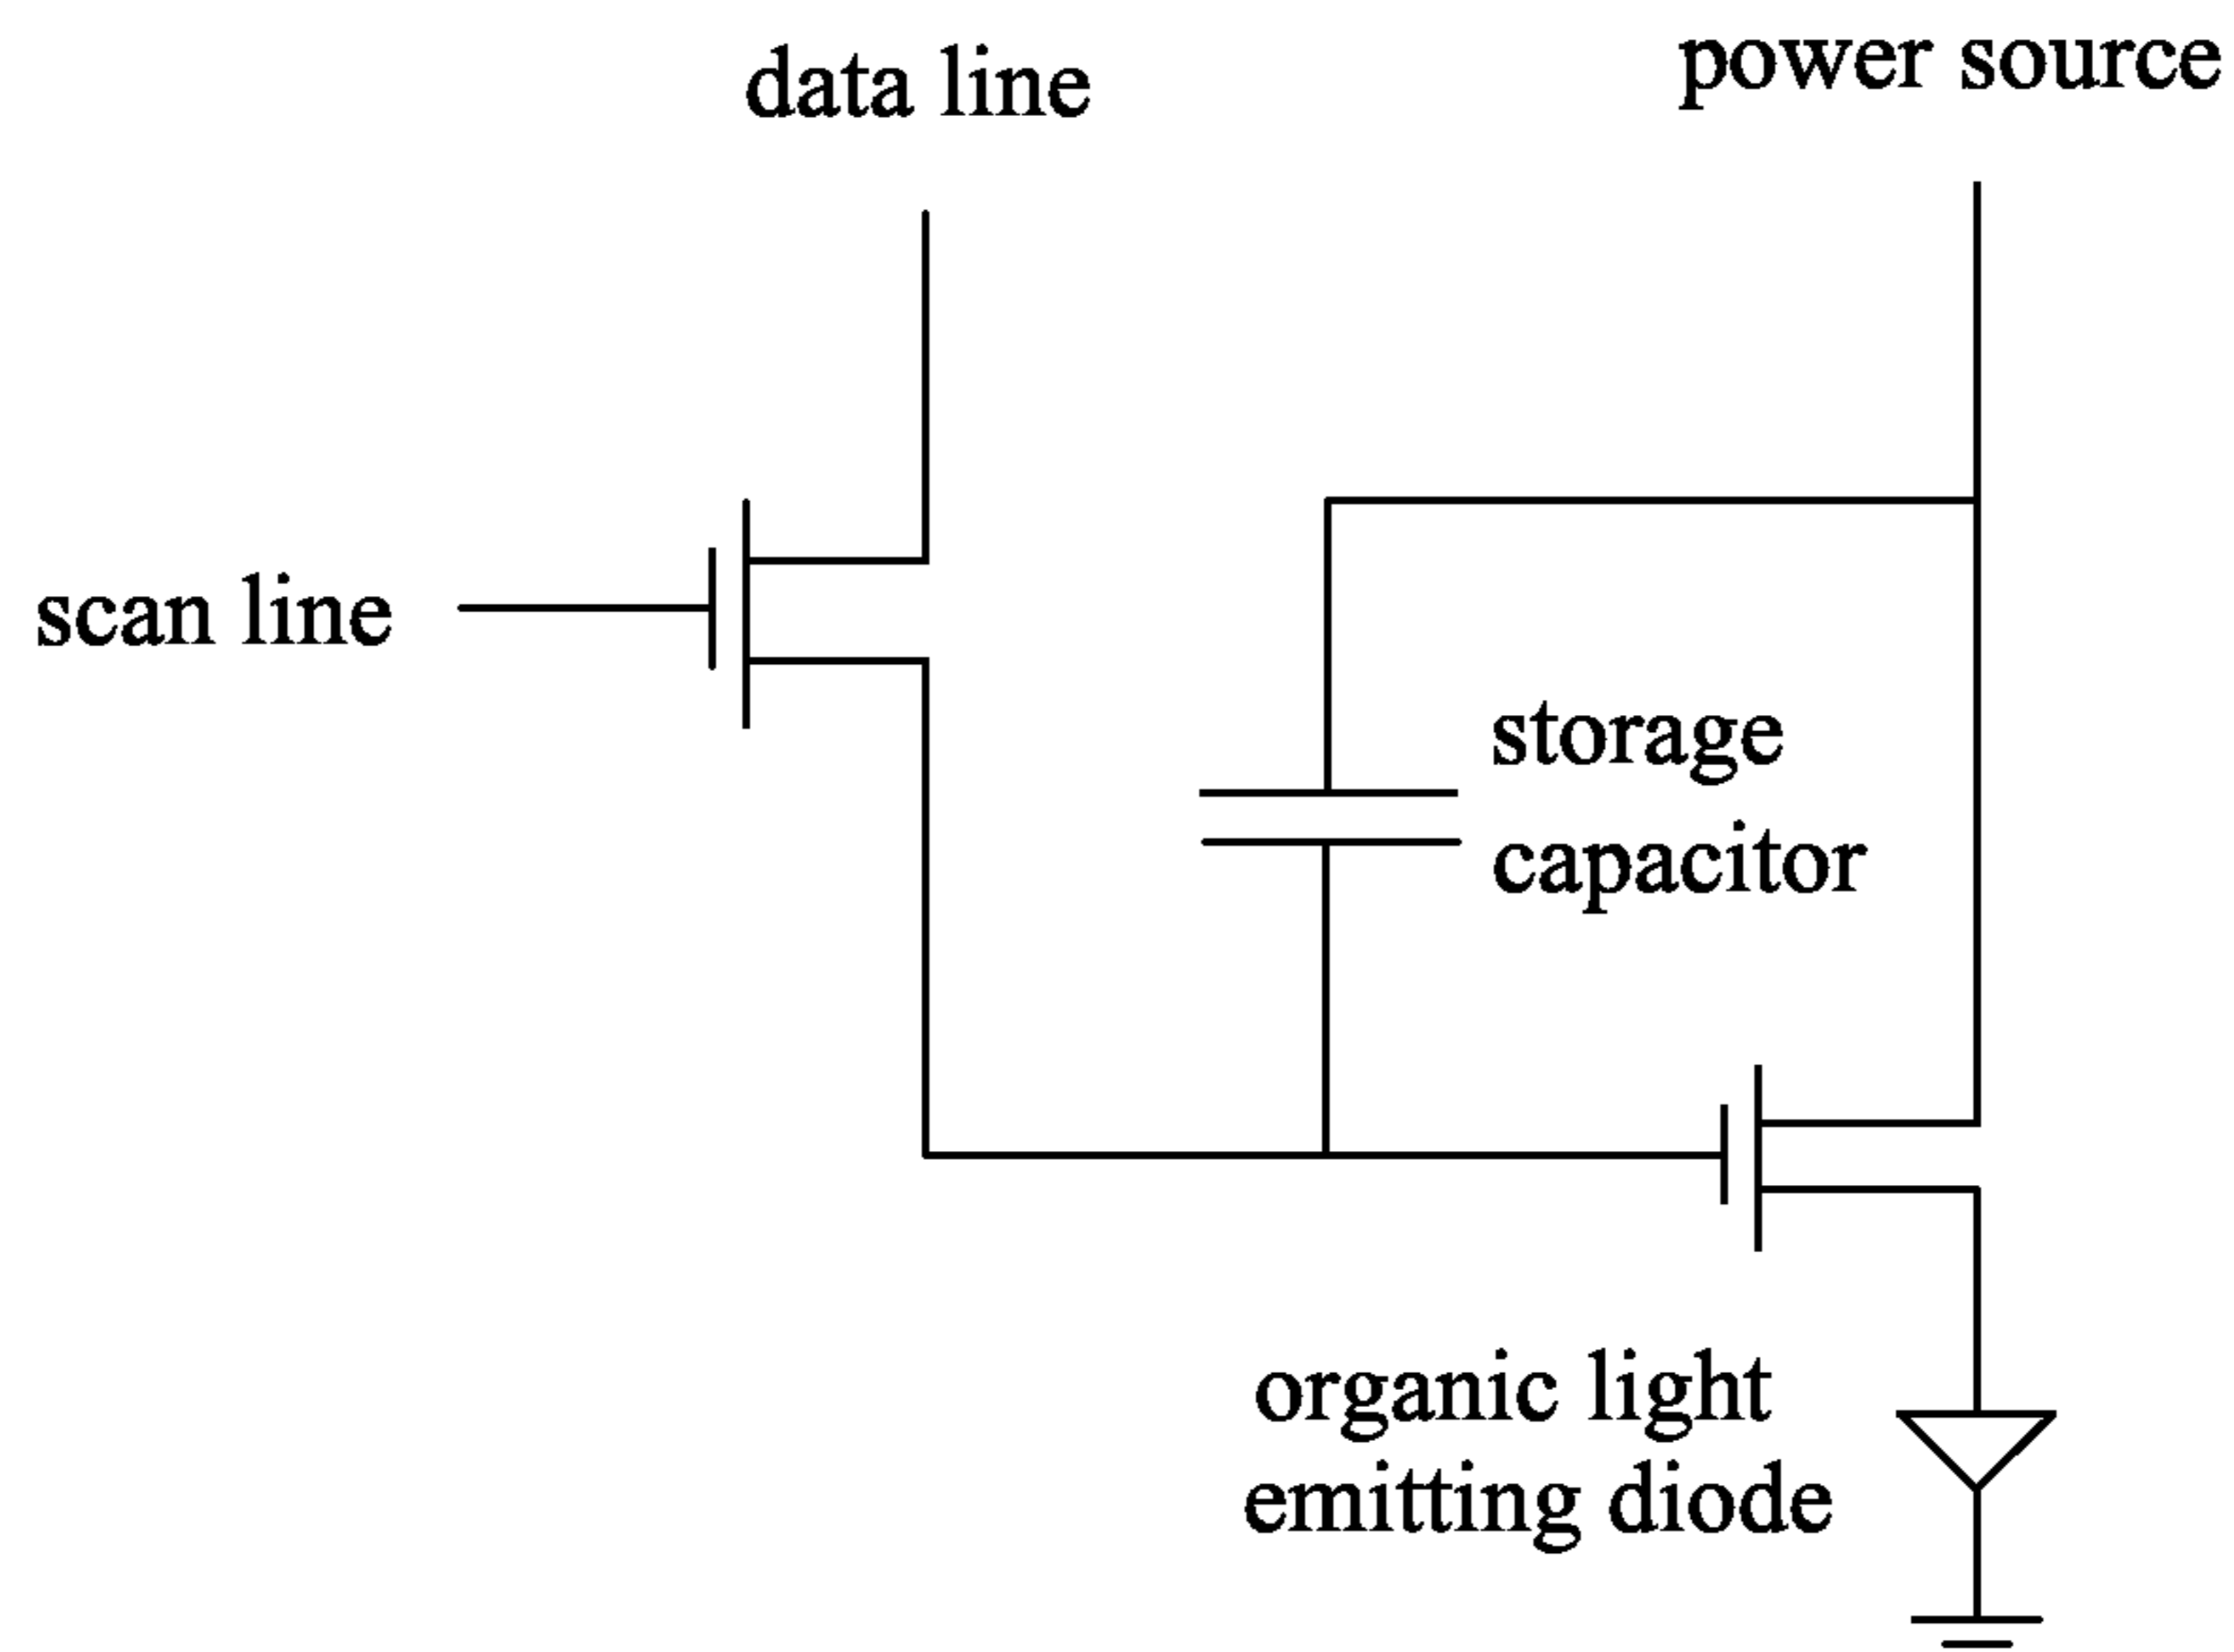 data line
power source
scan line
storage
capacitor
organic light
emitting diode